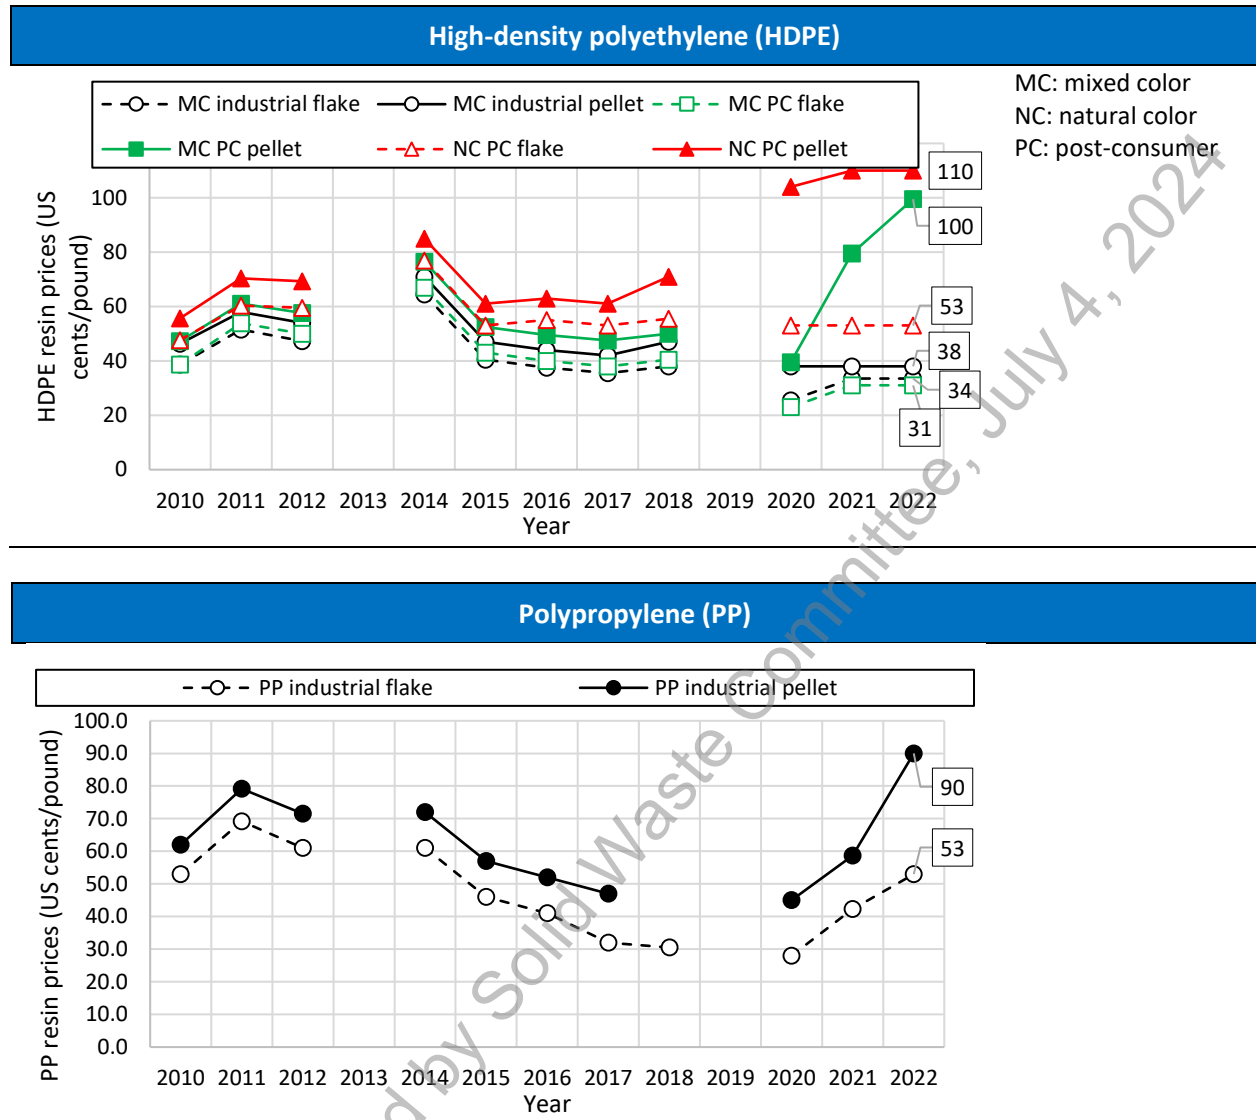 High-density polyethylene (HDPE)
MC industrial flake MC industrial pellet MC PC flake
MC PC pellet NC PC flake NC PC pellet
MC: mixed color
NC: natural color
PC: post-consumer
HDPE resin prices (US
cents/pound)
100
80
60
40
20
0
110
100
53
38
34
31
2010 2011 2012 2013 2014 2015 2016 2017 2018 2019 2020 2021 2022
Year
Polypropylene (PP)
PP industrial flake PP industrial pellet
PP resin prices (US cents/pound)
100.0
90.0
80.0
70.0
60.0
50.0
40.0
30.0
20.0
10.0
0.0
90
53
2010 2011 2012 2013 2014 2015 2016 2017 2018 2019 2020 2021 2022
Year
by Solid Waste Committee, July 4, 2024